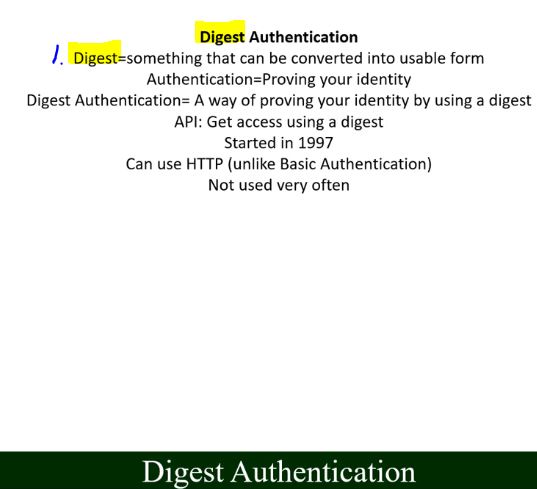 Digest Authentication
1. Digest=something that can be converted into usable form
Authentication=Proving your identity
Digest Authentication= A way of proving your identity by using a digest
API: Get access using a digest
Started in 1997
Can use HTTP (unlike Basic Authentication)
Not used very often
Digest Authentication